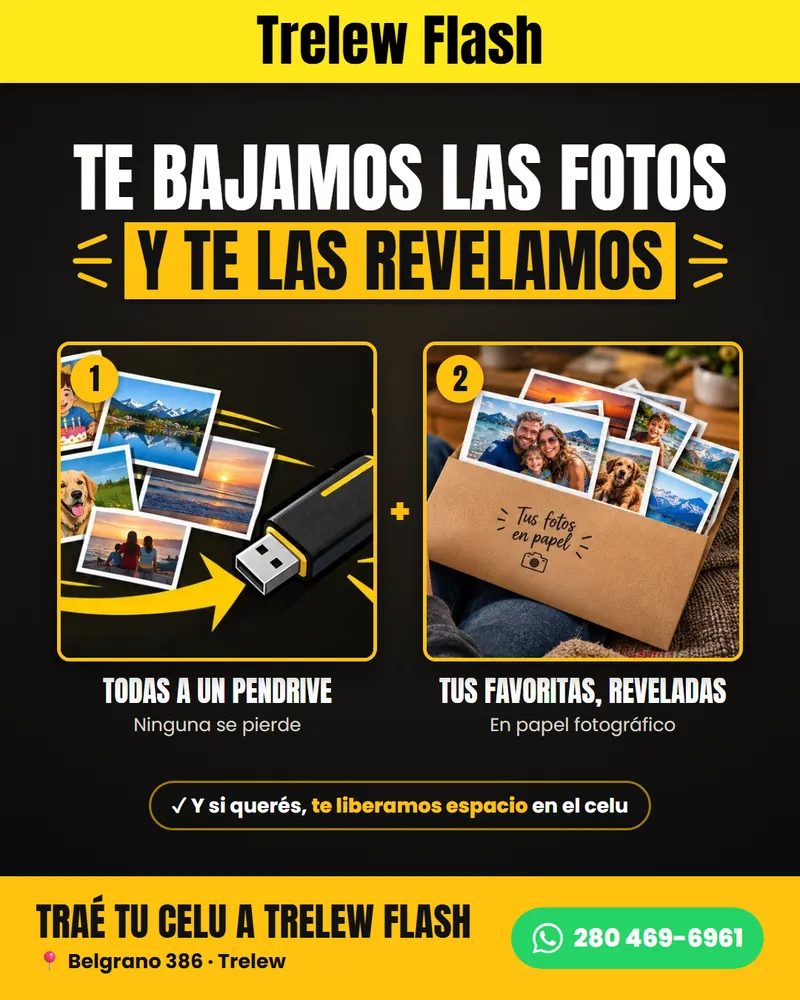 Trelew Flash
TE BAJAMOS LAS FOTOS
Y TE LAS REVELAMOS
1
2
+
Tus fotos
en papel
TODAS A UN PENDRIVE
Ninguna se pierde
TUS FAVORITAS, REVELADAS
En papel fotográfico
✓ Y si querés, te liberamos espacio en el celu
TRAÉ TU CELU A TRELEW FLASH
📍 Belgrano 386 · Trelew
280 469-6961